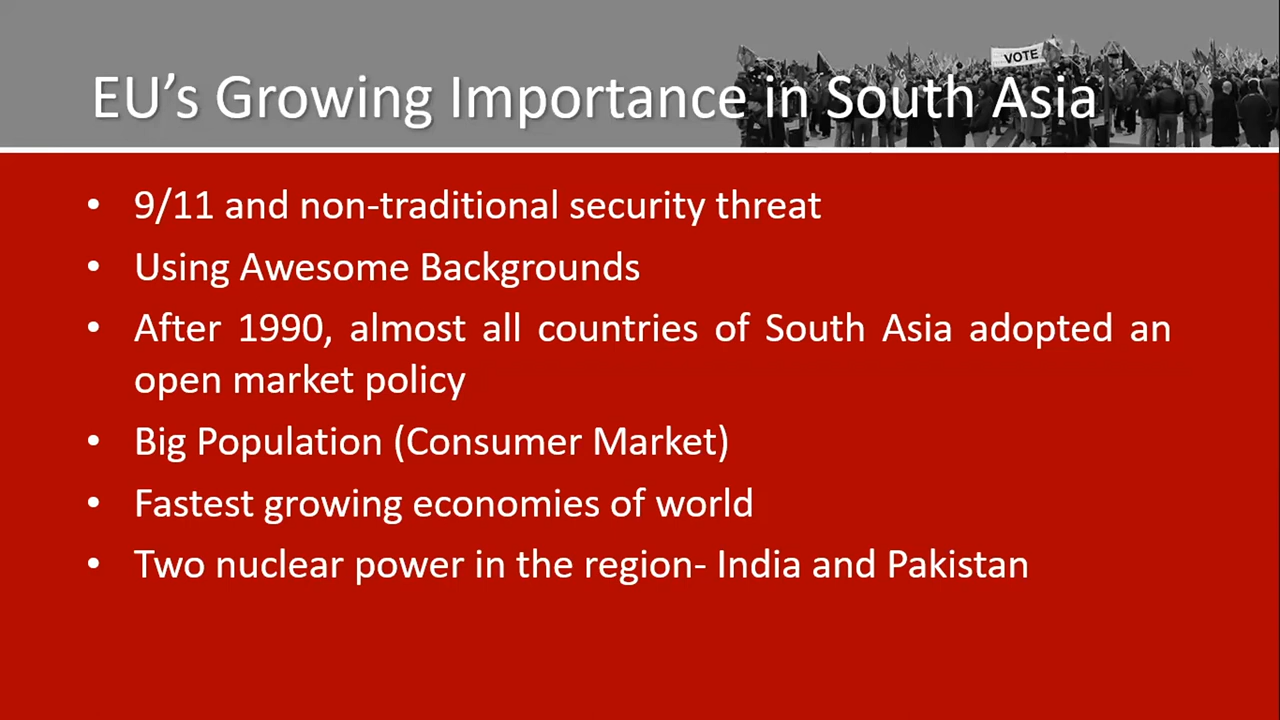 VOTE
EU's Growing Importance in South Asia
• 9/11 and non-traditional security threat
• Using Awesome Backgrounds
• After 1990, almost all countries of South Asia adopted an
open market policy
• Big Population (Consumer Market)
• Fastest growing economies of world
• Two nuclear power in the region- India and Pakistan